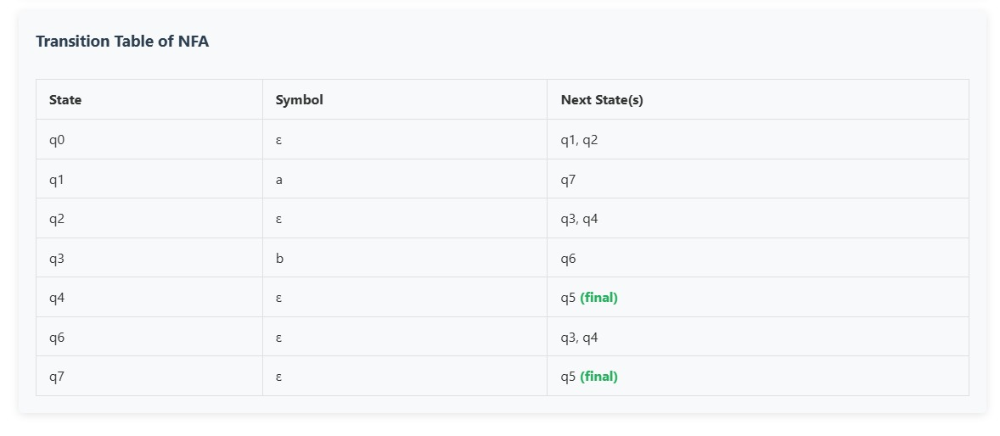 Transition Table of NFA
State Symbol Next State(s)
q0 ε q1, q2
q1 a q7
q2 ε q3, q4
q3 b q6
q4 ε q5 (final)
q6 ε q3, q4
q7 ε q5 (final)